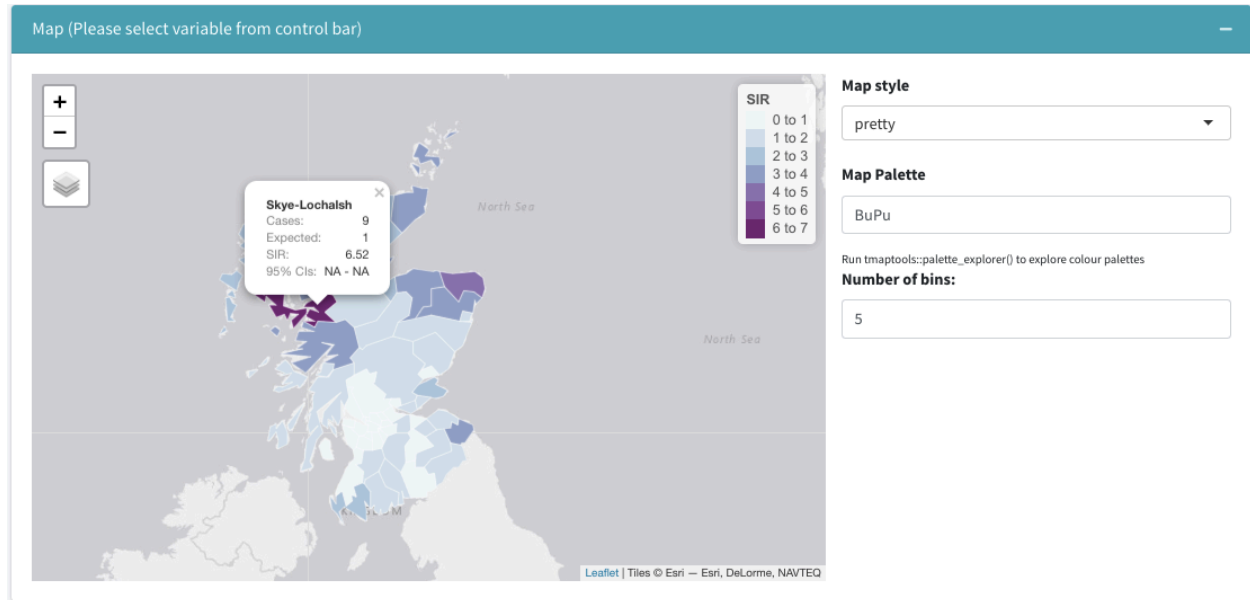 Map (Please select variable from control bar)
−
+
−
Skye-Lochalsh
×
Cases: 9
Expected: 1
SIR: 6.52
95% CIs: NA - NA
North Sea
North Sea
SIR
0 to 1
1 to 2
2 to 3
3 to 4
4 to 5
5 to 6
6 to 7
Leaflet | Tiles © Esri — Esri, DeLorme, NAVTEQ
Map style
pretty
Map Palette
BuPu
Run tmaptools::palette_explorer() to explore colour palettes
Number of bins:
5